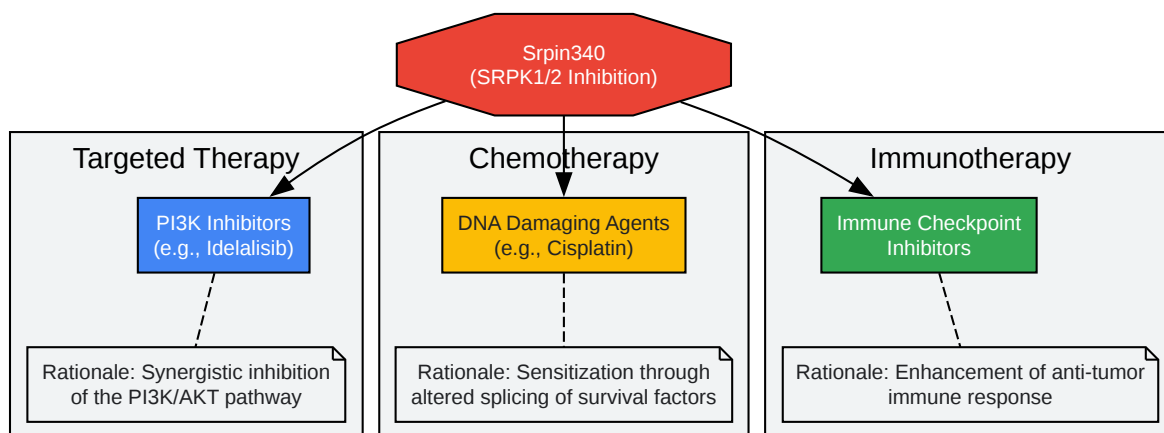 Srpin340
(SRPK1/2 Inhibition)
Targeted Therapy
PI3K Inhibitors
(e.g., Idelalisib)
Rationale: Synergistic inhibition
of the PI3K/AKT pathway
Chemotherapy
DNA Damaging Agents
(e.g., Cisplatin)
Rationale: Sensitization through
altered splicing of survival factors
Immunotherapy
Immune Checkpoint
Inhibitors
Rationale: Enhancement of anti-tumor
immune response